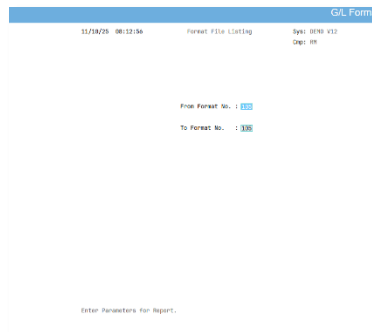 G/L Form
11/10/25 08:12:56 Format File Listing Sys: DEMO V12
Cmp: HM
From Format No. :
To Format No. : 135
Enter Parameters for Report.